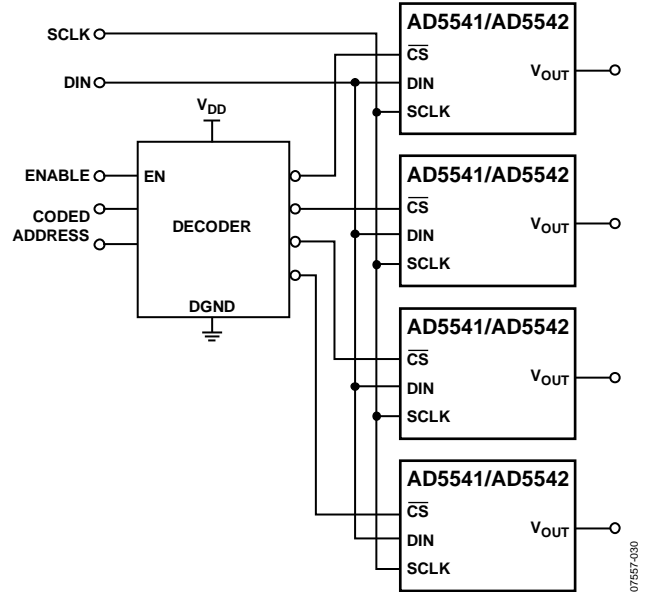 SCLK
DIN
VDD
ENABLE
CODED
ADDRESS
EN
DECODER
DGND
AD5541/AD5542
CS
DIN
SCLK
VOUT
AD5541/AD5542
CS
DIN
SCLK
VOUT
AD5541/AD5542
CS
DIN
SCLK
VOUT
AD5541/AD5542
CS
DIN
SCLK
VOUT
07557-030